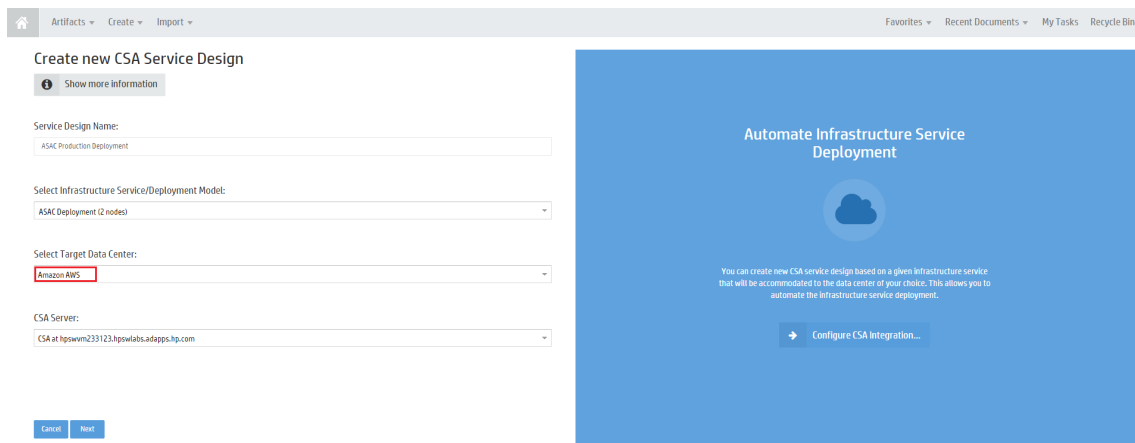 Artifacts Create Import Favorites Recent Documents My Tasks Recycle Bin
Create new CSA Service Design
Show more information
Service Design Name:
ASAC Production Deployment
Select Infrastructure Service/Deployment Model:
ASAC Deployment (2 nodes)
Select Target Data Center:
Amazon AWS
CSA Server:
CSA at hpswvm233123.hpswlabs.adapps.hp.com
Cancel Next
Automate Infrastructure Service
Deployment
You can create new CSA service design based on a given infrastructure service
that will be accommodated to the data center of your choice. This allows you to
automate the infrastructure service deployment.
Configure CSA Integration...